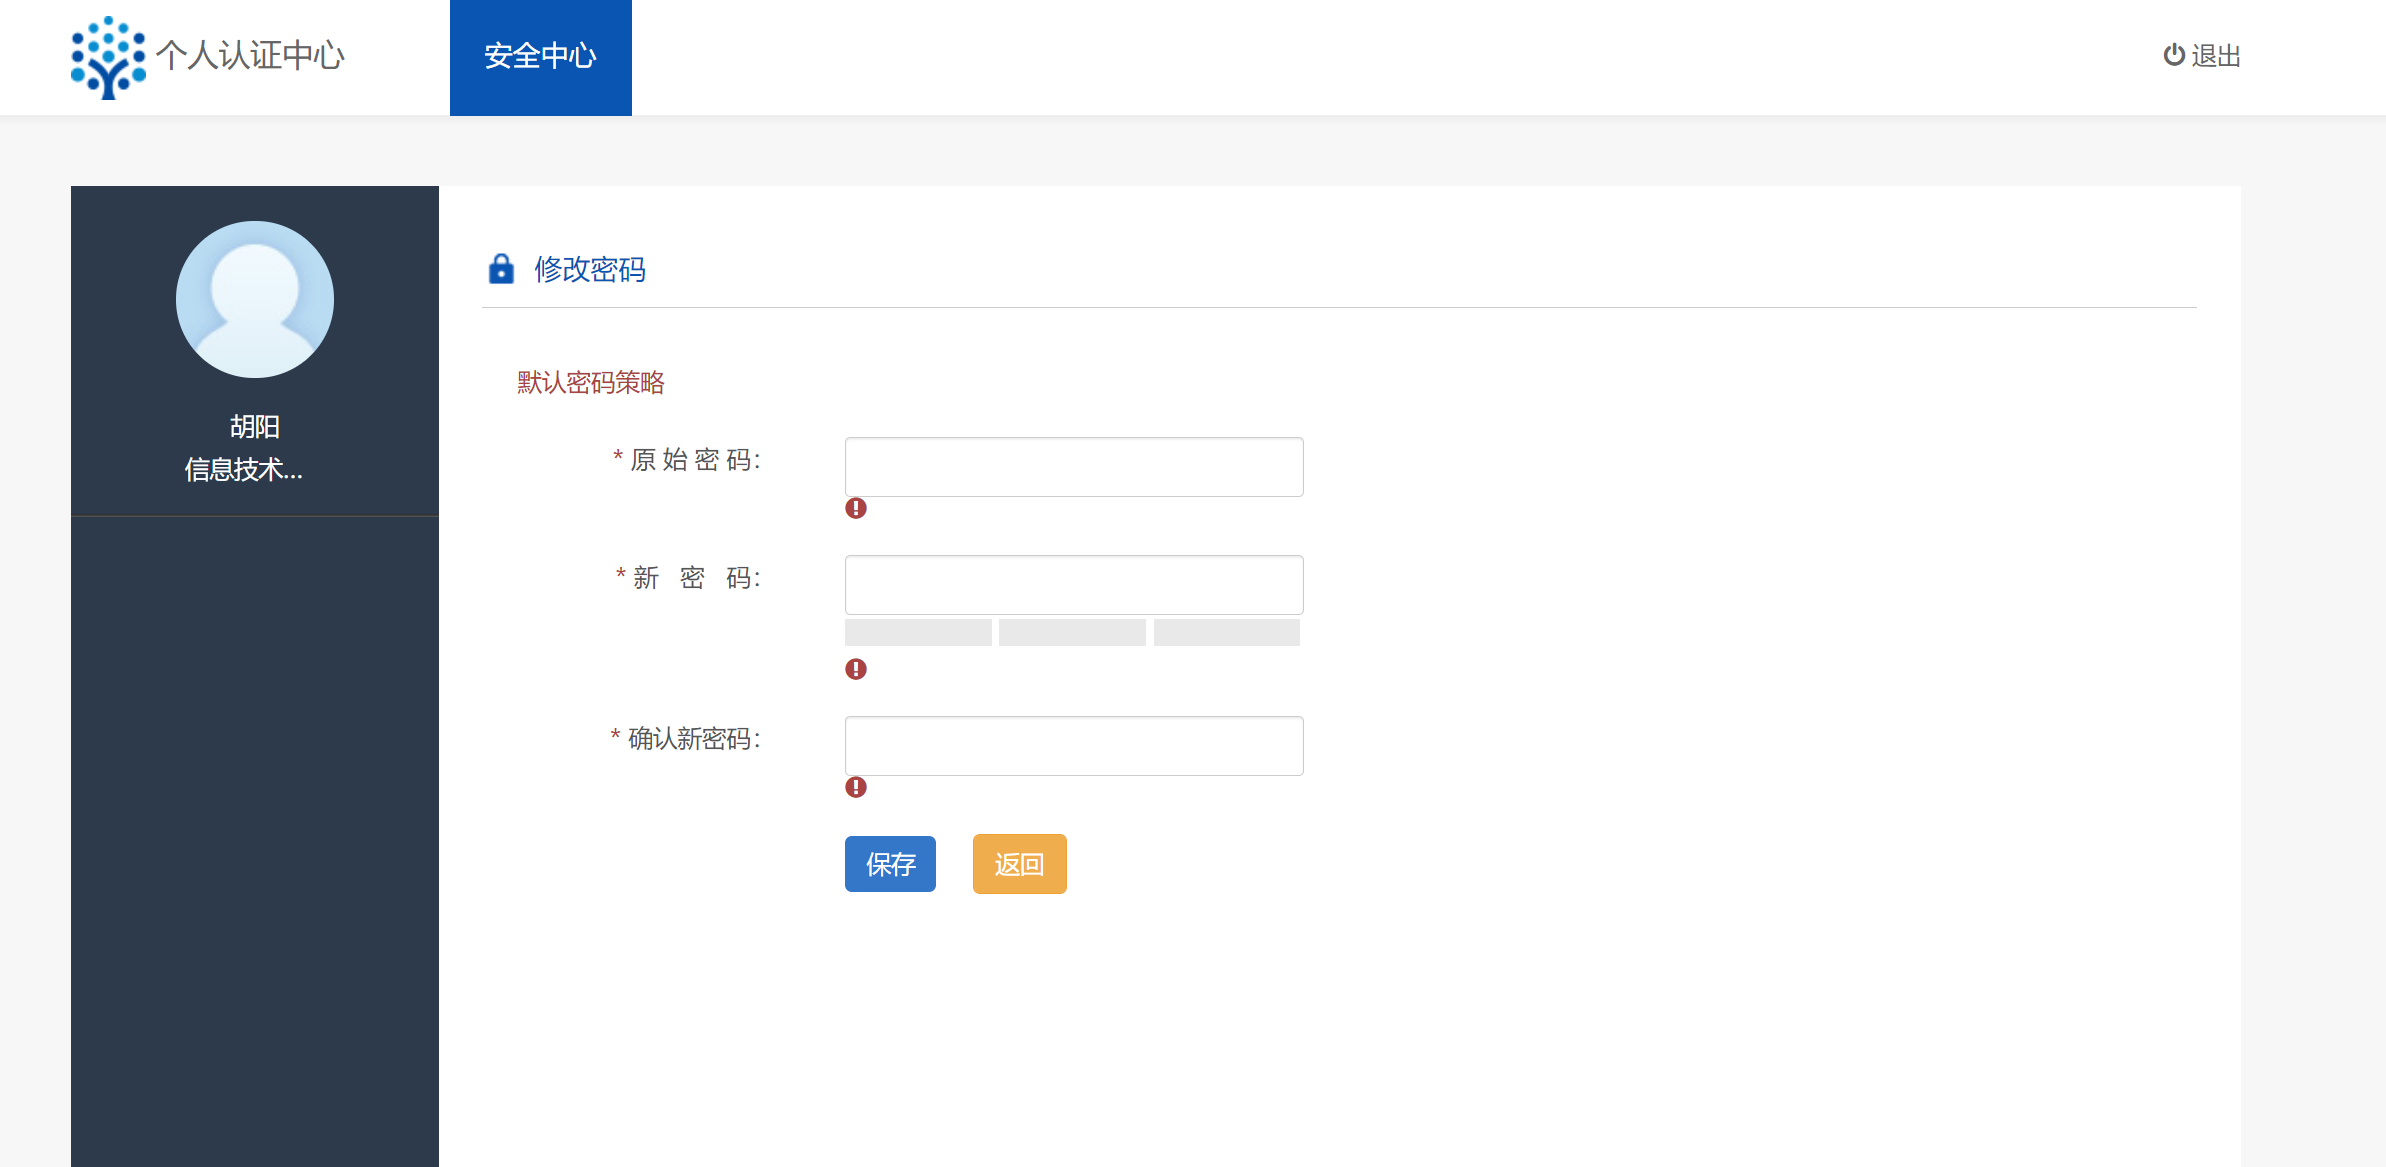 个人认证中心
安全中心
退出
胡阳
信息技术...
修改密码
默认密码策略
* 原 始 密 码：
* 新 密 码：
* 确认新密码：
保存
返回